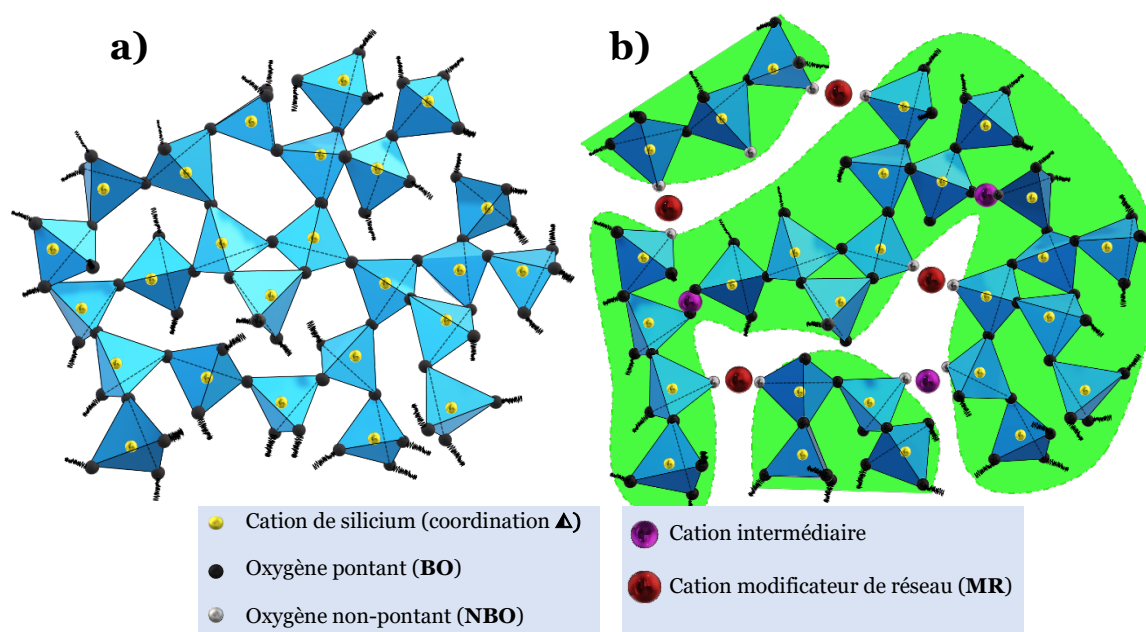 a)
b)
Cation de silicium (coordination )
Oxygène pontant (BO)
Oxygène non-pontant (NBO)
Cation intermédiaire
Cation modificateur de réseau (MR)